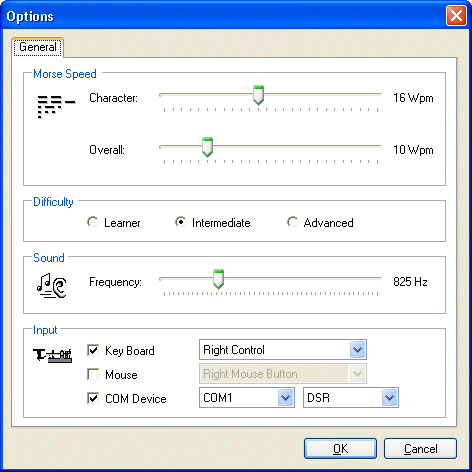 Options
General
Morse Speed
Character: 16 Wpm
Overall: 10 Wpm
Difficulty
Learner Intermediate Advanced
Sound
Frequency: 825 Hz
Input
Key Board Right Control
Mouse Right Mouse Button
COM Device COM1 DSR
OK Cancel